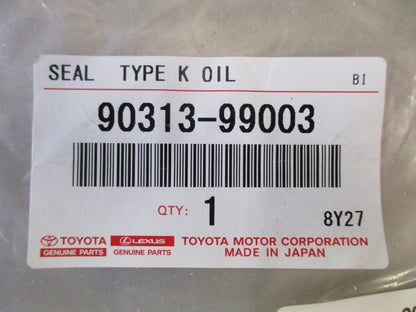 SEAL TYPE K OIL
BI
90313-99003
QTY: 1
8Y27
TOYOTA
GENUINE PARTS
LEXUS
GENUINE PARTS
TOYOTA MOTOR CORPORATION
MADE IN JAPAN